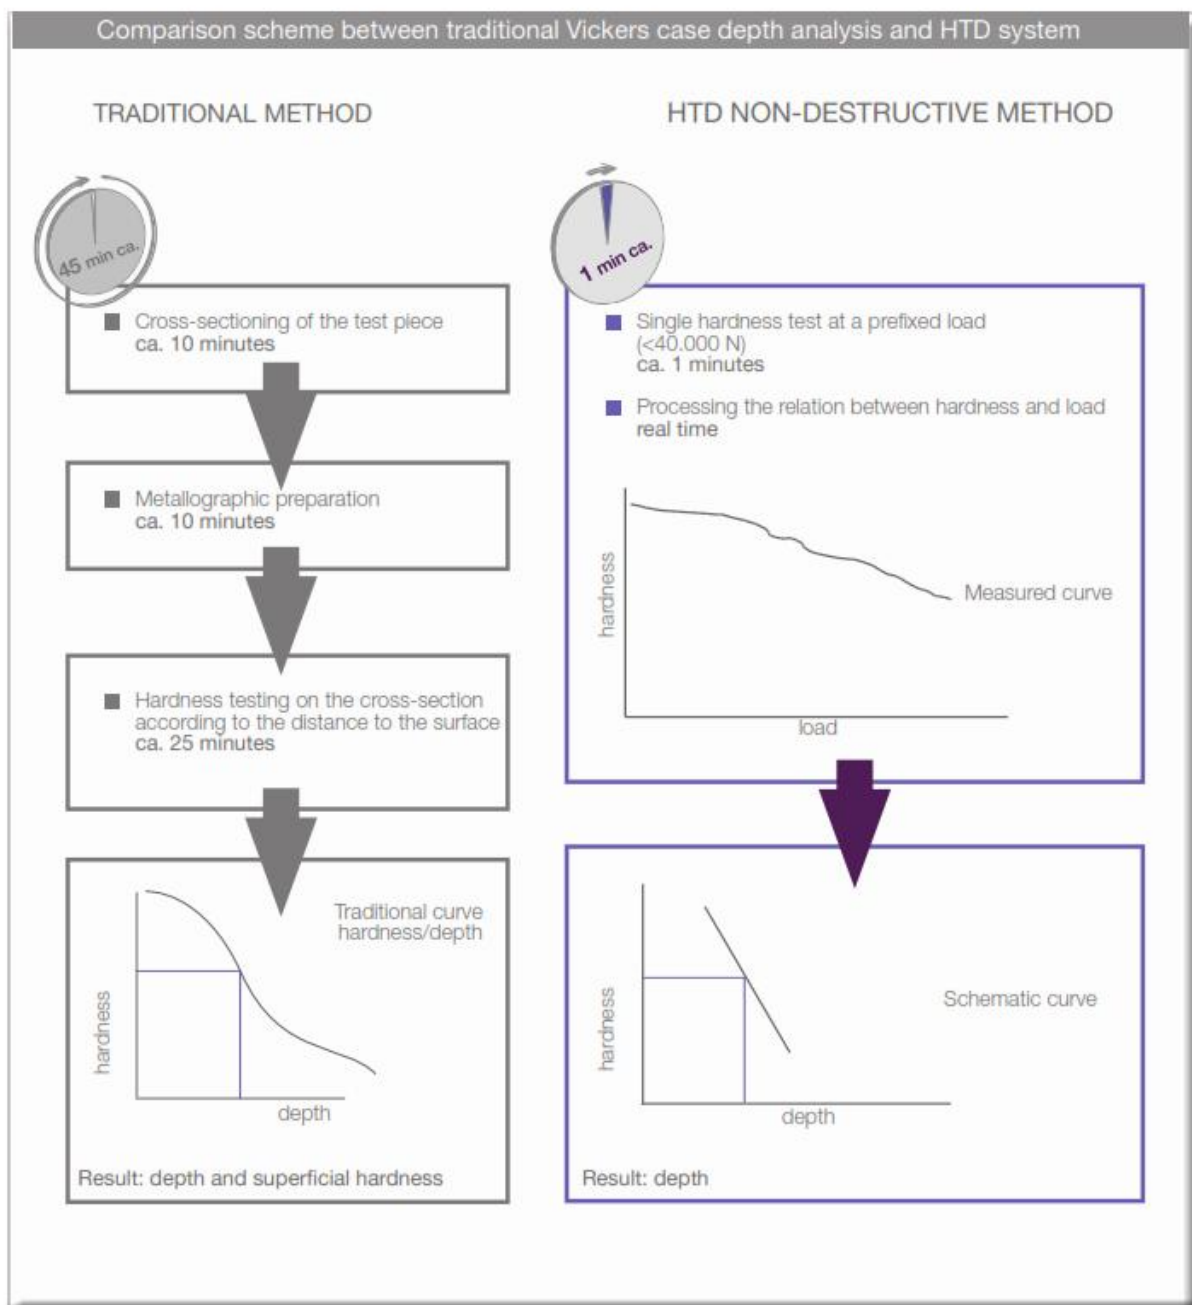 Comparison scheme between traditional Vickers case depth analysis and HTD system
TRADITIONAL METHOD
45 min ca.
Cross-sectioning of the test piece
ca. 10 minutes
Metallographic preparation
ca. 10 minutes
Hardness testing on the cross-section
according to the distance to the surface
ca. 25 minutes
Traditional curve
hardness/depth
hardness
depth
Result: depth and superficial hardness
HTD NON-DESTRUCTIVE METHOD
1 min ca.
Single hardness test at a prefixed load
(<40.000 N)
ca. 1 minutes
Processing the relation between hardness and load
real time
hardness
Measured curve
load
hardness
Schematic curve
depth
Result: depth